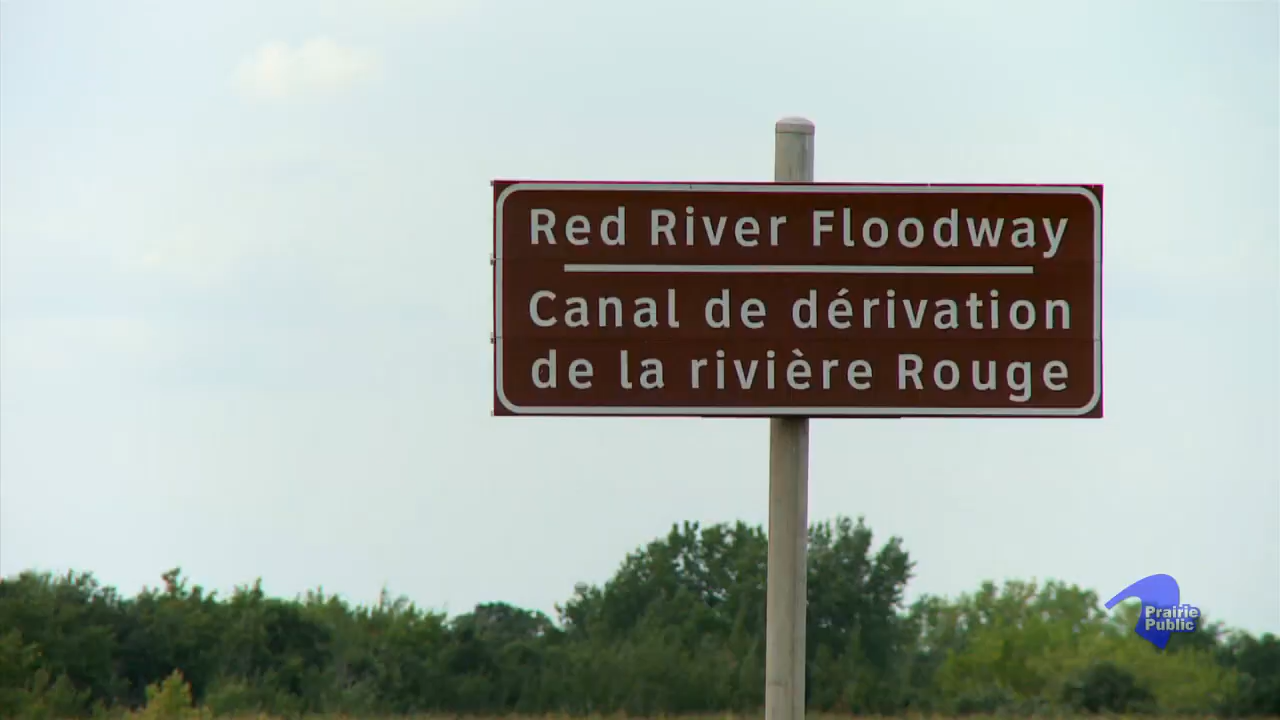 Red River Floodway
Canal de dérivation
de la rivière Rouge
Prairie
Public